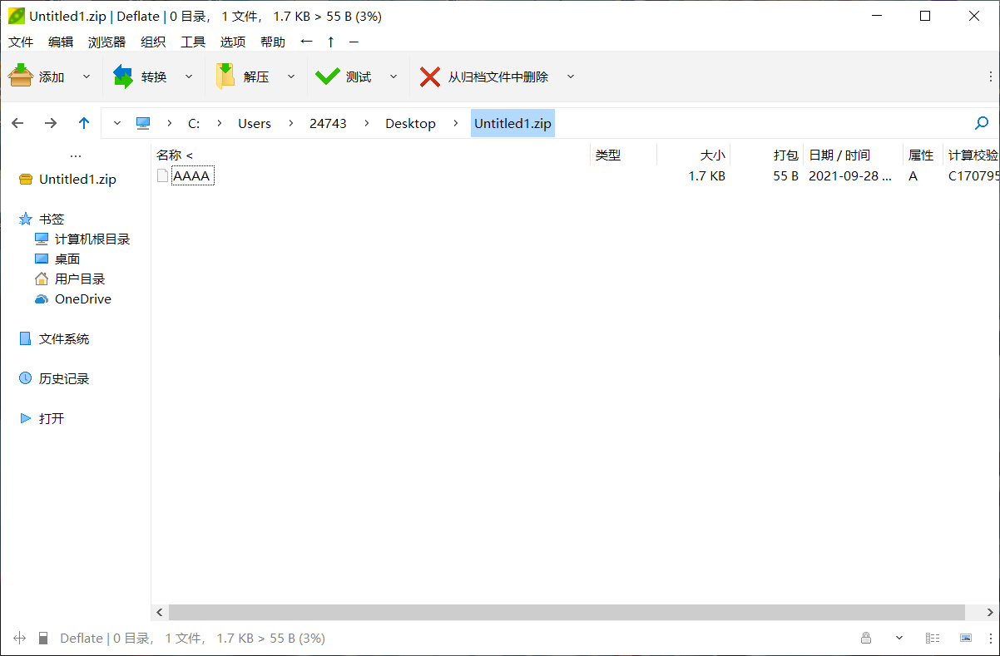 Untitled1.zip | Deflate | 0 目录， 1 文件， 1.7 KB > 55 B (3%)
文件 编辑 浏览器 组织 工具 选项 帮助
添加 转换 解压 测试 从归档文件中删除
C: Users 24743 Desktop Untitled1.zip
...
Untitled1.zip
书签
计算机根目录
桌面
用户目录
OneDrive
文件系统
历史记录
打开
名称 < 类型 大小 打包 日期 / 时间 属性 计算校验
AAAA 1.7 KB 55 B 2021-09-28 ... A C170795
Deflate | 0 目录， 1 文件， 1.7 KB > 55 B (3%)